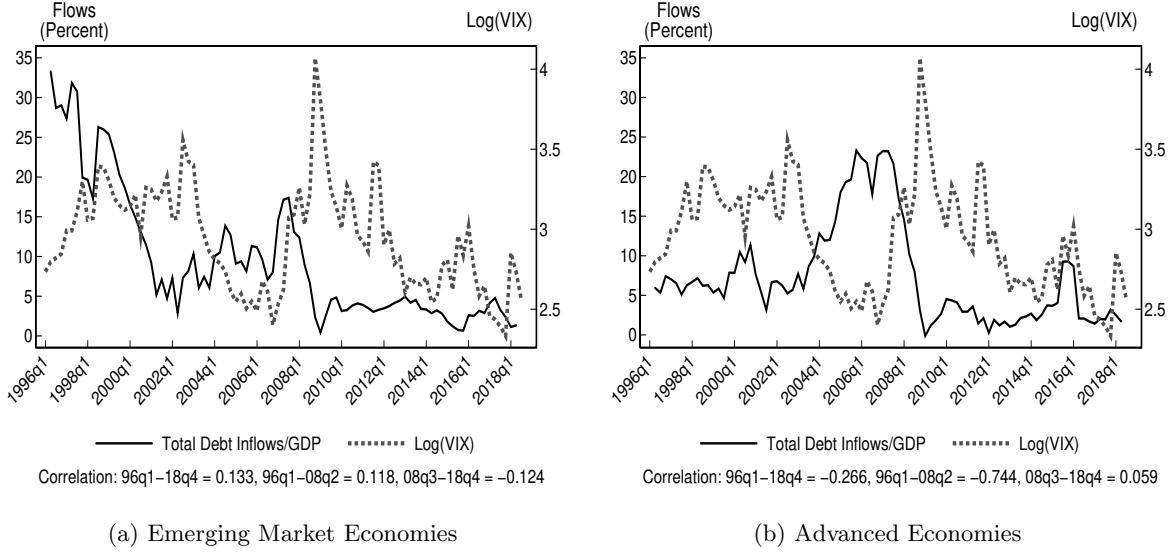 Flows
(Percent)
Log(VIX)
35
30
25
20
15
10
5
0
4
3.5
3
2.5
1996q1
1998q1
2000q1
2002q1
2004q1
2006q1
2008q1
2010q1
2012q1
2014q1
2016q1
2018q1
Total Debt Inflows/GDP
Log(VIX)
Correlation: 96q1−18q4 = 0.133, 96q1−08q2 = 0.118, 08q3−18q4 = −0.124
(a) Emerging Market Economies
Flows
(Percent)
Log(VIX)
35
30
25
20
15
10
5
0
4
3.5
3
2.5
1996q1
1998q1
2000q1
2002q1
2004q1
2006q1
2008q1
2010q1
2012q1
2014q1
2016q1
2018q1
Total Debt Inflows/GDP
Log(VIX)
Correlation: 96q1−18q4 = −0.266, 96q1−08q2 = −0.744, 08q3−18q4 = 0.059
(b) Advanced Economies